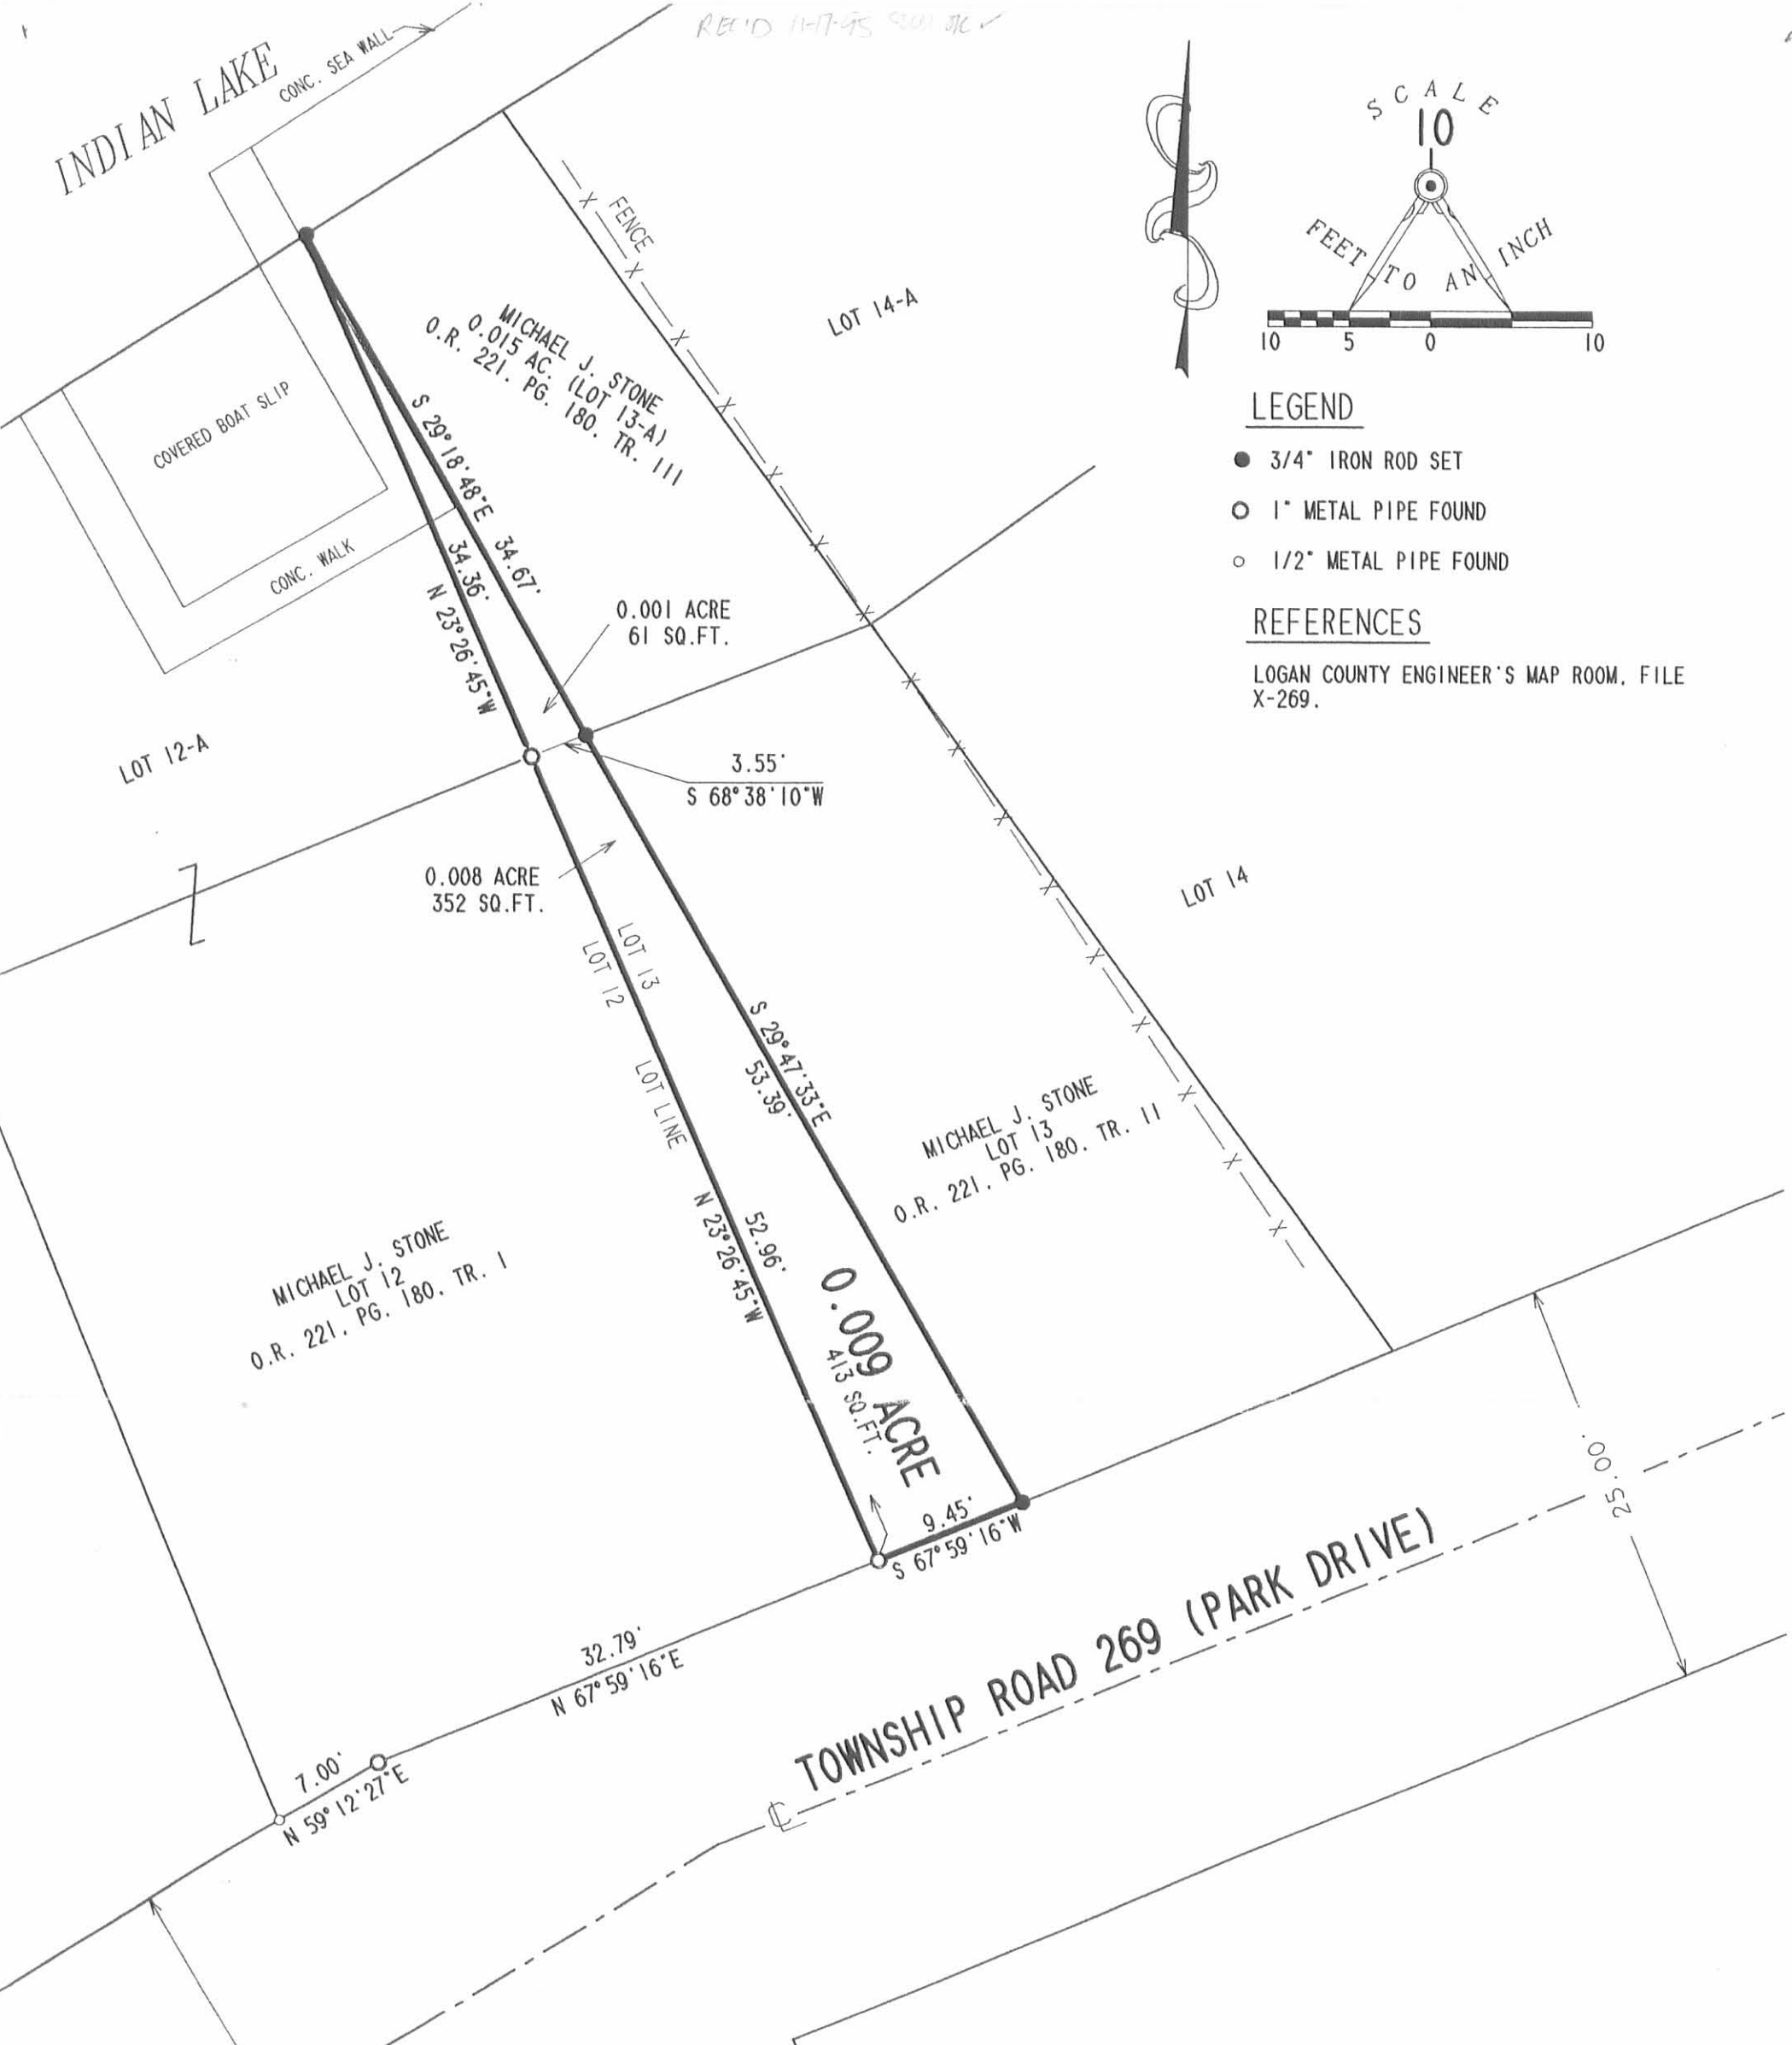 REC'D 11-17-95
INDIAN LAKE
CONC. SEA WALL
SCALE
10
FEET TO AN INCH
10 5 0 10
FENCE
LOT 14-A
MICHAEL J. STONE
0.015 AC. (LOT 13-A)
O.R. 221, PG. 180, TR. 111
COVERED BOAT SLIP
CONC. WALK
S 29°18'48"E 34.67'
34.36'
N 23°26'45"W
LEGEND
3/4" IRON ROD SET
1" METAL PIPE FOUND
1/2" METAL PIPE FOUND
REFERENCES
LOGAN COUNTY ENGINEER'S MAP ROOM, FILE
X-269.
0.001 ACRE
61 SQ.FT.
LOT 12-A
3.55'
S 68°38'10"W
0.008 ACRE
352 SQ.FT.
LOT 14
LOT 13
LOT 12
LOT LINE
S 29°47'33"E
53.39'
MICHAEL J. STONE
LOT 13
O.R. 221, PG. 180, TR. 11
52.96'
N 23°26'45"W
MICHAEL J. STONE
LOT 12
O.R. 221, PG. 180, TR. 1
0.009 ACRE
413 SQ.FT.
9.45'
S 67°59'16"W
25.00'
32.79'
N 67°59'16"E
TOWNSHIP ROAD 269 (PARK DRIVE)
℄
7.00'
N 59°12'27"E